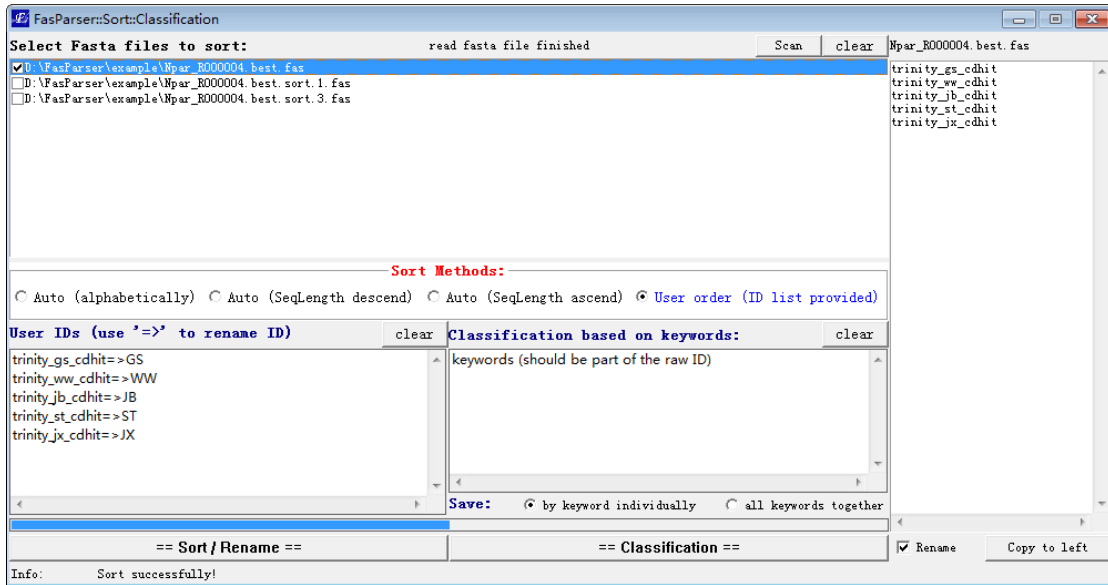 FasParser::Sort::Classification
Select Fasta files to sort: read fasta file finished Scan clear Npar_R000004.best.fas
D:\FasParser\example\Npar_R000004.best.fas
D:\FasParser\example\Npar_R000004.best.sort.1.fas
D:\FasParser\example\Npar_R000004.best.sort.3.fas
trinity_gs_cdhit
trinity_ww_cdhit
trinity_jb_cdhit
trinity_st_cdhit
trinity_jx_cdhit
Sort Methods:
Auto (alphabetically) Auto (SeqLength descend) Auto (SeqLength ascend) User order (ID list provided)
User IDs (use '=>' to rename ID) clear
trinity_gs_cdhit=>GS
trinity_ww_cdhit=>WW
trinity_jb_cdhit=>JB
trinity_st_cdhit=>ST
trinity_jx_cdhit=>JX
Classification based on keywords: clear
keywords (should be part of the raw ID)
Save: by keyword individually all keywords together
== Sort / Rename == == Classification == Rename Copy to left
Info: Sort successfully!